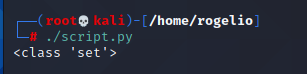 ┌──(root💀kali)-[/home/rogelio]
└─# ./script.py
<class 'set'>